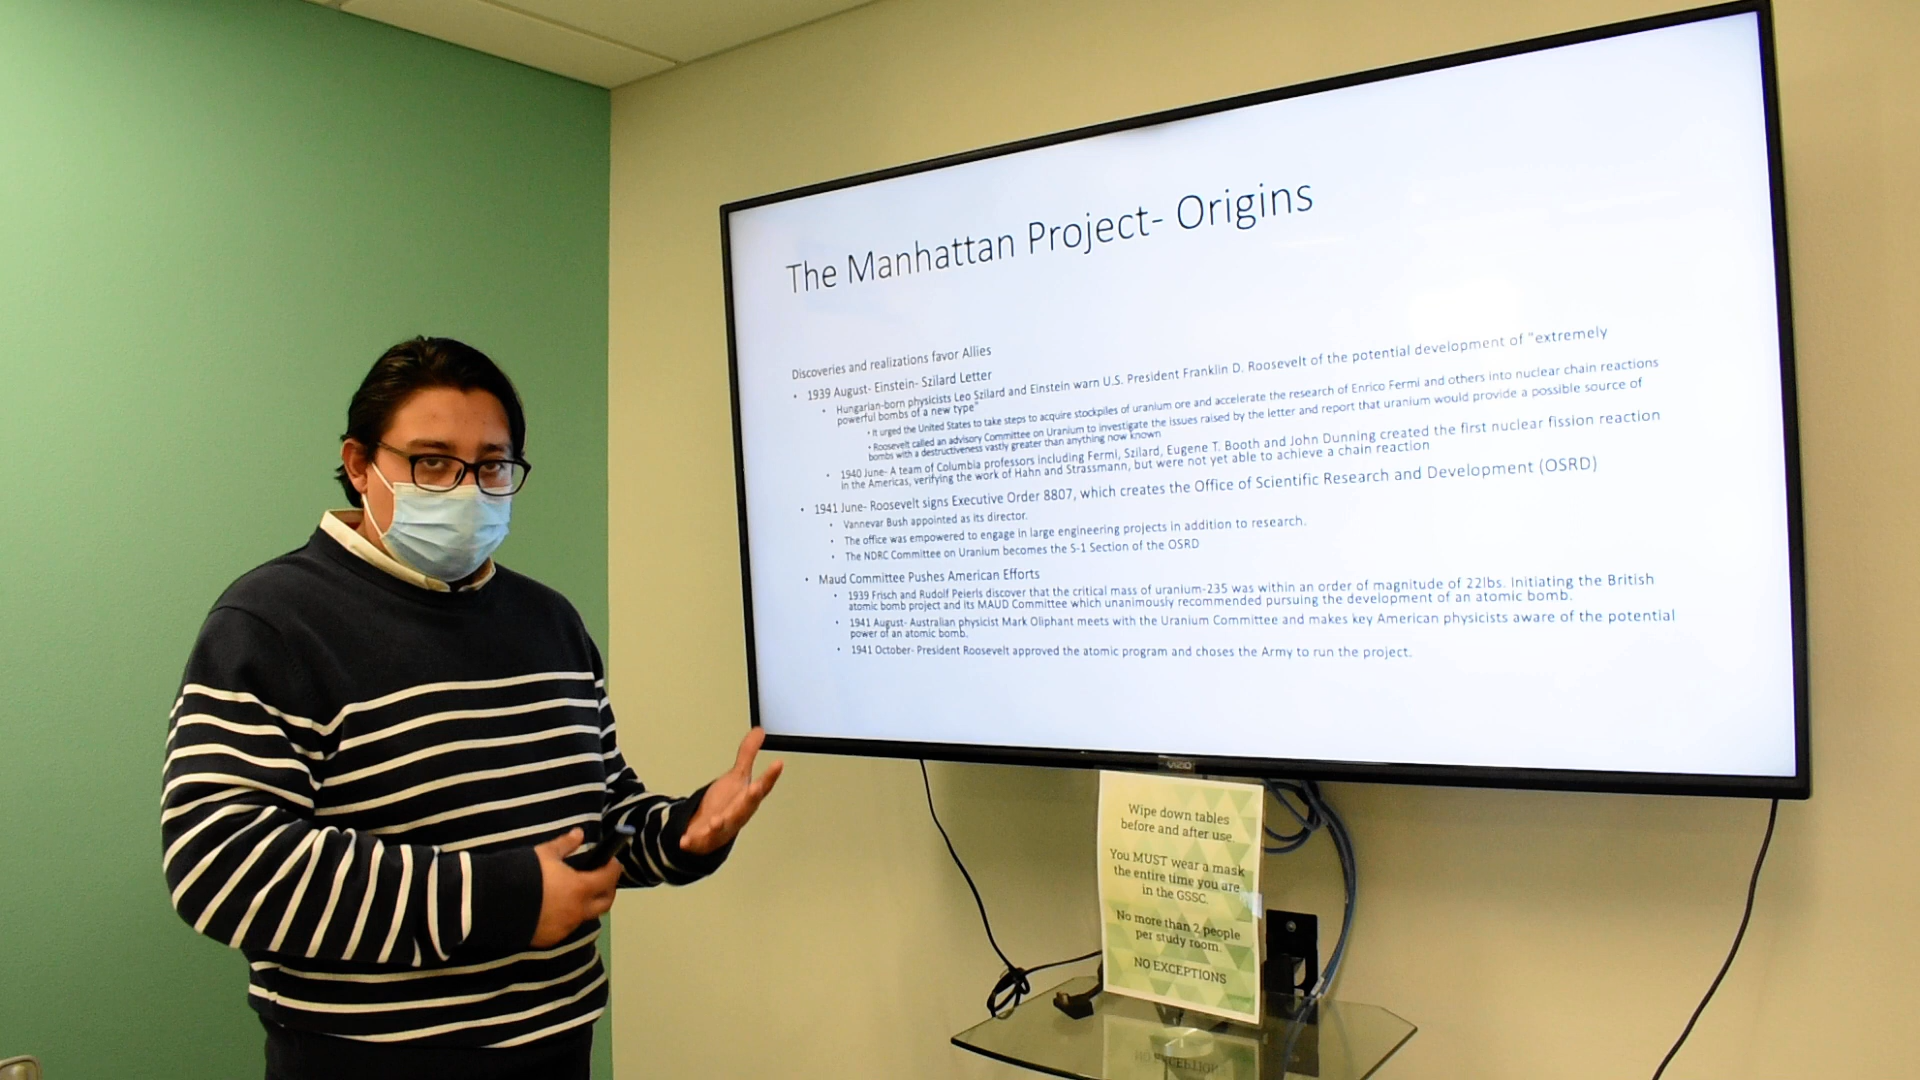 The Manhattan Project- Origins
Discoveries and realizations favor Allies
• 1939 August- Einstein- Szilard Letter
• Hungarian-born physicists Leo Szilard and Einstein warn U.S. President Franklin D. Roosevelt of the potential development of "extremely
powerful bombs of a new type"
• It urged the United States to take steps to acquire stockpiles of uranium ore and accelerate the research of Enrico Fermi and others into nuclear chain reactions
• Roosevelt called an advisory Committee on Uranium to investigate the issues raised by the letter and report that uranium would provide a possible source of
bombs with a destructiveness vastly greater than anything now known
• 1940 June- A team of Columbia professors including Fermi, Szilard, Eugene T. Booth and John Dunning created the first nuclear fission reaction
in the Americas, verifying the work of Hahn and Strassmann, but were not yet able to achieve a chain reaction
• 1941 June- Roosevelt signs Executive Order 8807, which creates the Office of Scientific Research and Development (OSRD)
• Vannevar Bush appointed as its director.
• The office was empowered to engage in large engineering projects in addition to research.
• The NDRC Committee on Uranium becomes the S-1 Section of the OSRD
• Maud Committee Pushes American Efforts
• 1939 Frisch and Rudolf Peierls discover that the critical mass of uranium-235 was within an order of magnitude of 22lbs. Initiating the British
atomic bomb project and its MAUD Committee which unanimously recommended pursuing the development of an atomic bomb.
• 1941 August- Australian physicist Mark Oliphant meets with the Uranium Committee and makes key American physicists aware of the potential
power of an atomic bomb.
• 1941 October- President Roosevelt approved the atomic program and choses the Army to run the project.
VIZIO
Wipe down tables
before and after use.
You MUST wear a mask
the entire time you are
in the GSSC.
No more than 2 people
per study room.
NO EXCEPTIONS